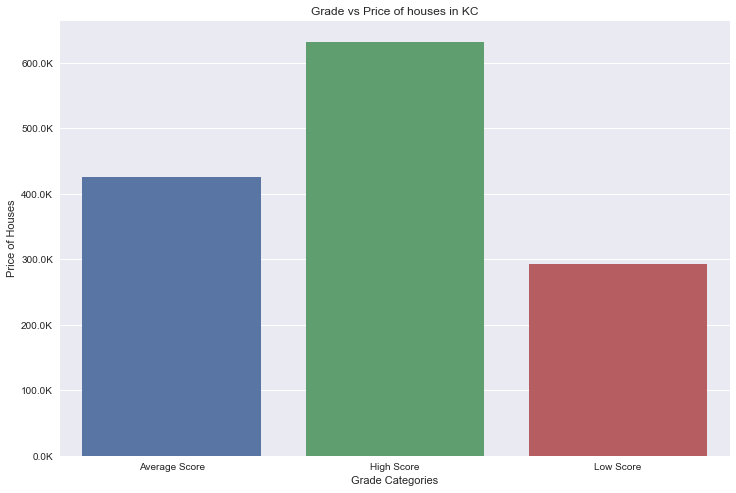 Grade vs Price of houses in KC
Price of Houses
600.0K
500.0K
400.0K
300.0K
200.0K
100.0K
0.0K
Average Score
High Score
Low Score
Grade Categories